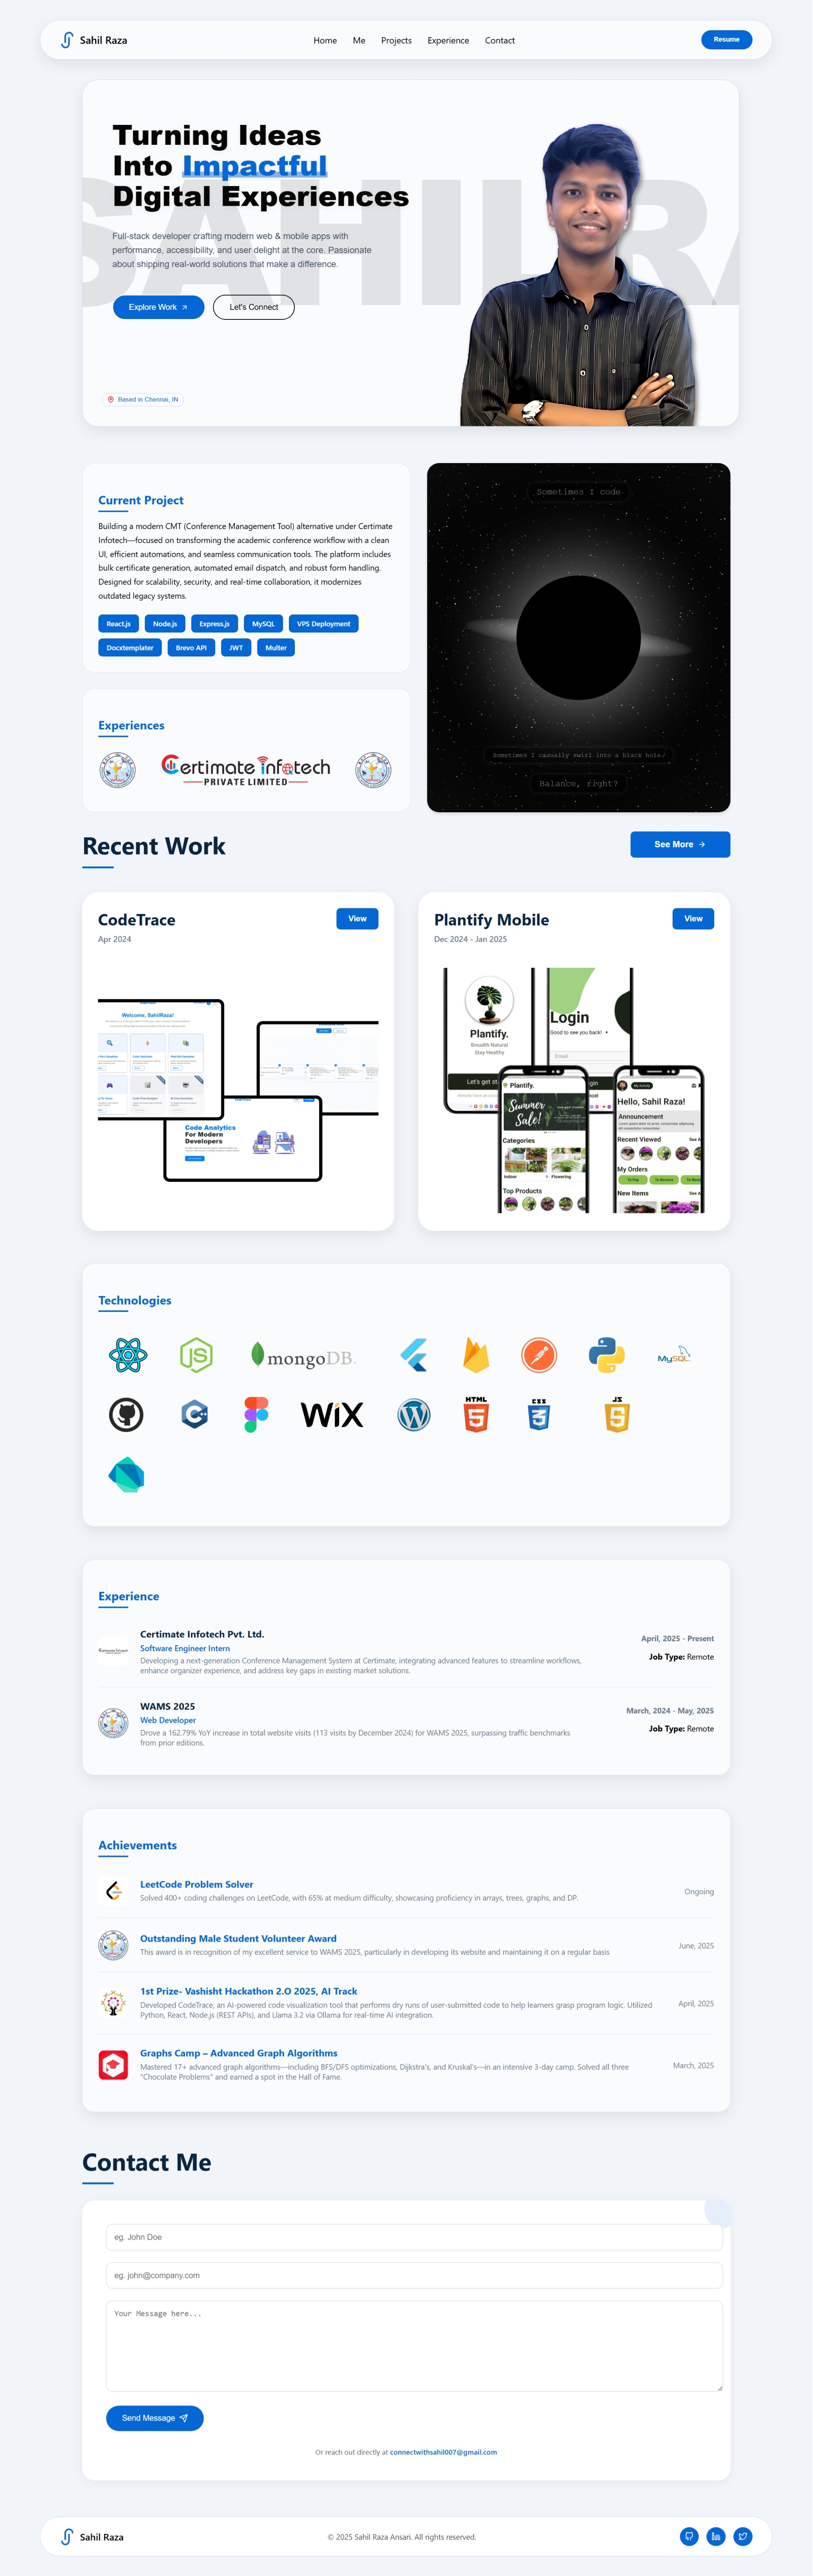 Sahil Raza
Home Me Projects Experience Contact
Resume
SAHIL RA
Turning Ideas
Into Impactful
Digital Experiences
Full-stack developer crafting modern web & mobile apps with
performance, accessibility, and user delight at the core. Passionate
about shipping real-world solutions that make a difference.
Explore Work
Let's Connect
Based in Chennai, IN
Current Project
Building a modern CMT (Conference Management Tool) alternative under Certimate
Infotech—focused on transforming the academic conference workflow with a clean
UI, efficient automations, and seamless communication tools. The platform includes
bulk certificate generation, automated email dispatch, and robust form handling.
Designed for scalability, security, and real-time collaboration, it modernizes
outdated legacy systems.
React.js Node.js Express.js MySQL VPS Deployment
Docxtemplater Brevo API JWT Multer
Experiences
Certimate infotech
PRIVATE LIMITED
Sometimes I code
Sometimes I casually swirl into a black hole/
Balance, right?
Recent Work
See More
CodeTrace
View
Apr 2024
Welcome, SahilRaza!
Code Analytics
For Modern
Developers
Plantify Mobile
View
Dec 2024 - Jan 2025
Plantify.
Breadth Natural
Stay Healthy
Let's get st
Login
Good to see you back!
Email
gin
Plantify.
Summer
Sale!
Categories
Indoor
Flowering
Top Products
My Activity
Hello, Sahil Raza!
Announcement
Recent Viewed
See A
My Orders
To Pay
To Receive
To Revie
New Items
See A
Technologies
JS
mongoDB.
MySQL
C++
WiX
HTML
5
CSS
3
JS
5
Experience
Certimate Infotech Pvt. Ltd.
Software Engineer Intern
Developing a next-generation Conference Management System at Certimate, integrating advanced features to streamline workflows,
enhance organizer experience, and address key gaps in existing market solutions.
April, 2025 - Present
Job Type: Remote
WAMS 2025
Web Developer
Drove a 162.79% YoY increase in total website visits (113 visits by December 2024) for WAMS 2025, surpassing traffic benchmarks
from prior editions.
March, 2024 - May, 2025
Job Type: Remote
Achievements
LeetCode Problem Solver
Solved 400+ coding challenges on LeetCode, with 65% at medium difficulty, showcasing proficiency in arrays, trees, graphs, and DP.
Ongoing
Outstanding Male Student Volunteer Award
This award is in recognition of my excellent service to WAMS 2025, particularly in developing its website and maintaining it on a regular basis
June, 2025
1st Prize- Vashisht Hackathon 2.O 2025, AI Track
Developed CodeTrace, an AI-powered code visualization tool that performs dry runs of user-submitted code to help learners grasp program logic. Utilized
Python, React, Node.js (REST APIs), and Llama 3.2 via Ollama for real-time AI integration.
April, 2025
Graphs Camp – Advanced Graph Algorithms
Mastered 17+ advanced graph algorithms—including BFS/DFS optimizations, Dijkstra's, and Kruskal's—in an intensive 3-day camp. Solved all three
"Chocolate Problems" and earned a spot in the Hall of Fame.
March, 2025
Contact Me
eg. John Doe
eg. john@company.com
Your Message here...
Send Message
Or reach out directly at connectwithsahil007@gmail.com
Sahil Raza
© 2025 Sahil Raza Ansari. All rights reserved.